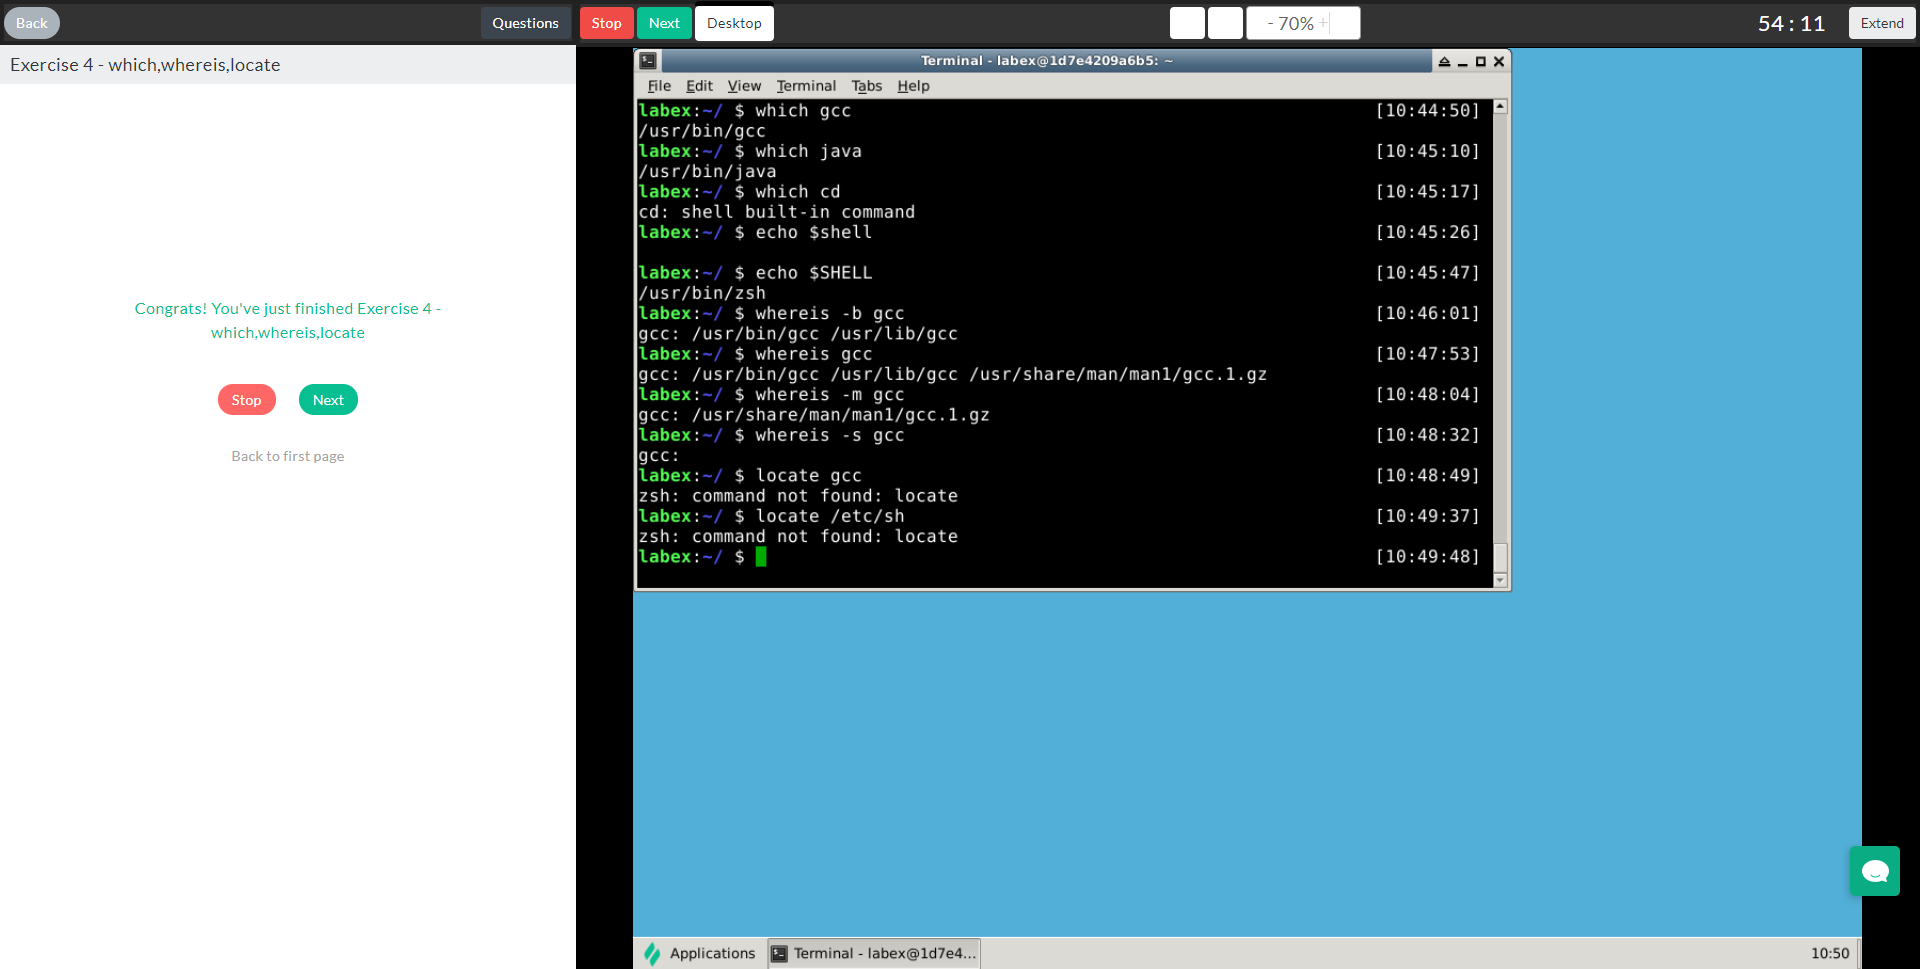 Back
Questions
Stop
Next
Desktop
- 70% +
54 : 11
Extend
Exercise 4 - which,whereis,locate
Congrats! You've just finished Exercise 4 -
which,whereis,locate
Stop
Next
Back to first page
Terminal - labex@1d7e4209a6b5: ~
File Edit View Terminal Tabs Help
labex:~/ $ which gcc [10:44:50]
/usr/bin/gcc
labex:~/ $ which java [10:45:10]
/usr/bin/java
labex:~/ $ which cd [10:45:17]
cd: shell built-in command
labex:~/ $ echo $shell [10:45:26]
labex:~/ $ echo $SHELL [10:45:47]
/usr/bin/zsh
labex:~/ $ whereis -b gcc [10:46:01]
gcc: /usr/bin/gcc /usr/lib/gcc
labex:~/ $ whereis gcc [10:47:53]
gcc: /usr/bin/gcc /usr/lib/gcc /usr/share/man/man1/gcc.1.gz
labex:~/ $ whereis -m gcc [10:48:04]
gcc: /usr/share/man/man1/gcc.1.gz
labex:~/ $ whereis -s gcc [10:48:32]
gcc:
labex:~/ $ locate gcc [10:48:49]
zsh: command not found: locate
labex:~/ $ locate /etc/sh [10:49:37]
zsh: command not found: locate
labex:~/ $ [10:49:48]
Applications
Terminal - labex@1d7e4...
10:50